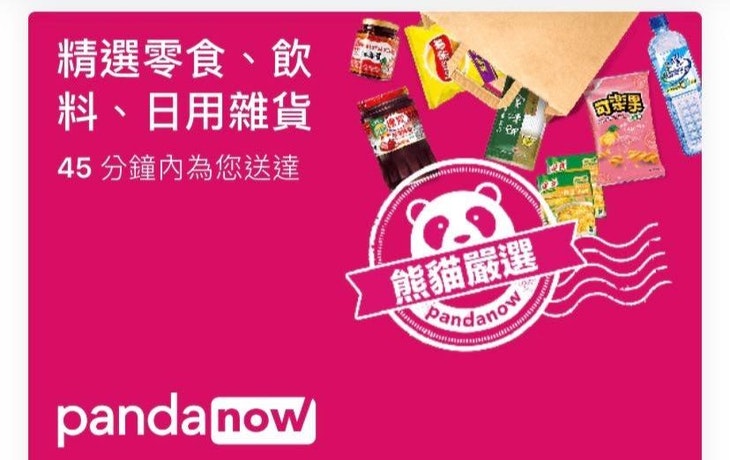 精選零食、飲
料、日用雜貨
45 分鐘內為您送達
可樂果
熊貓嚴選
pandanow
pandanow